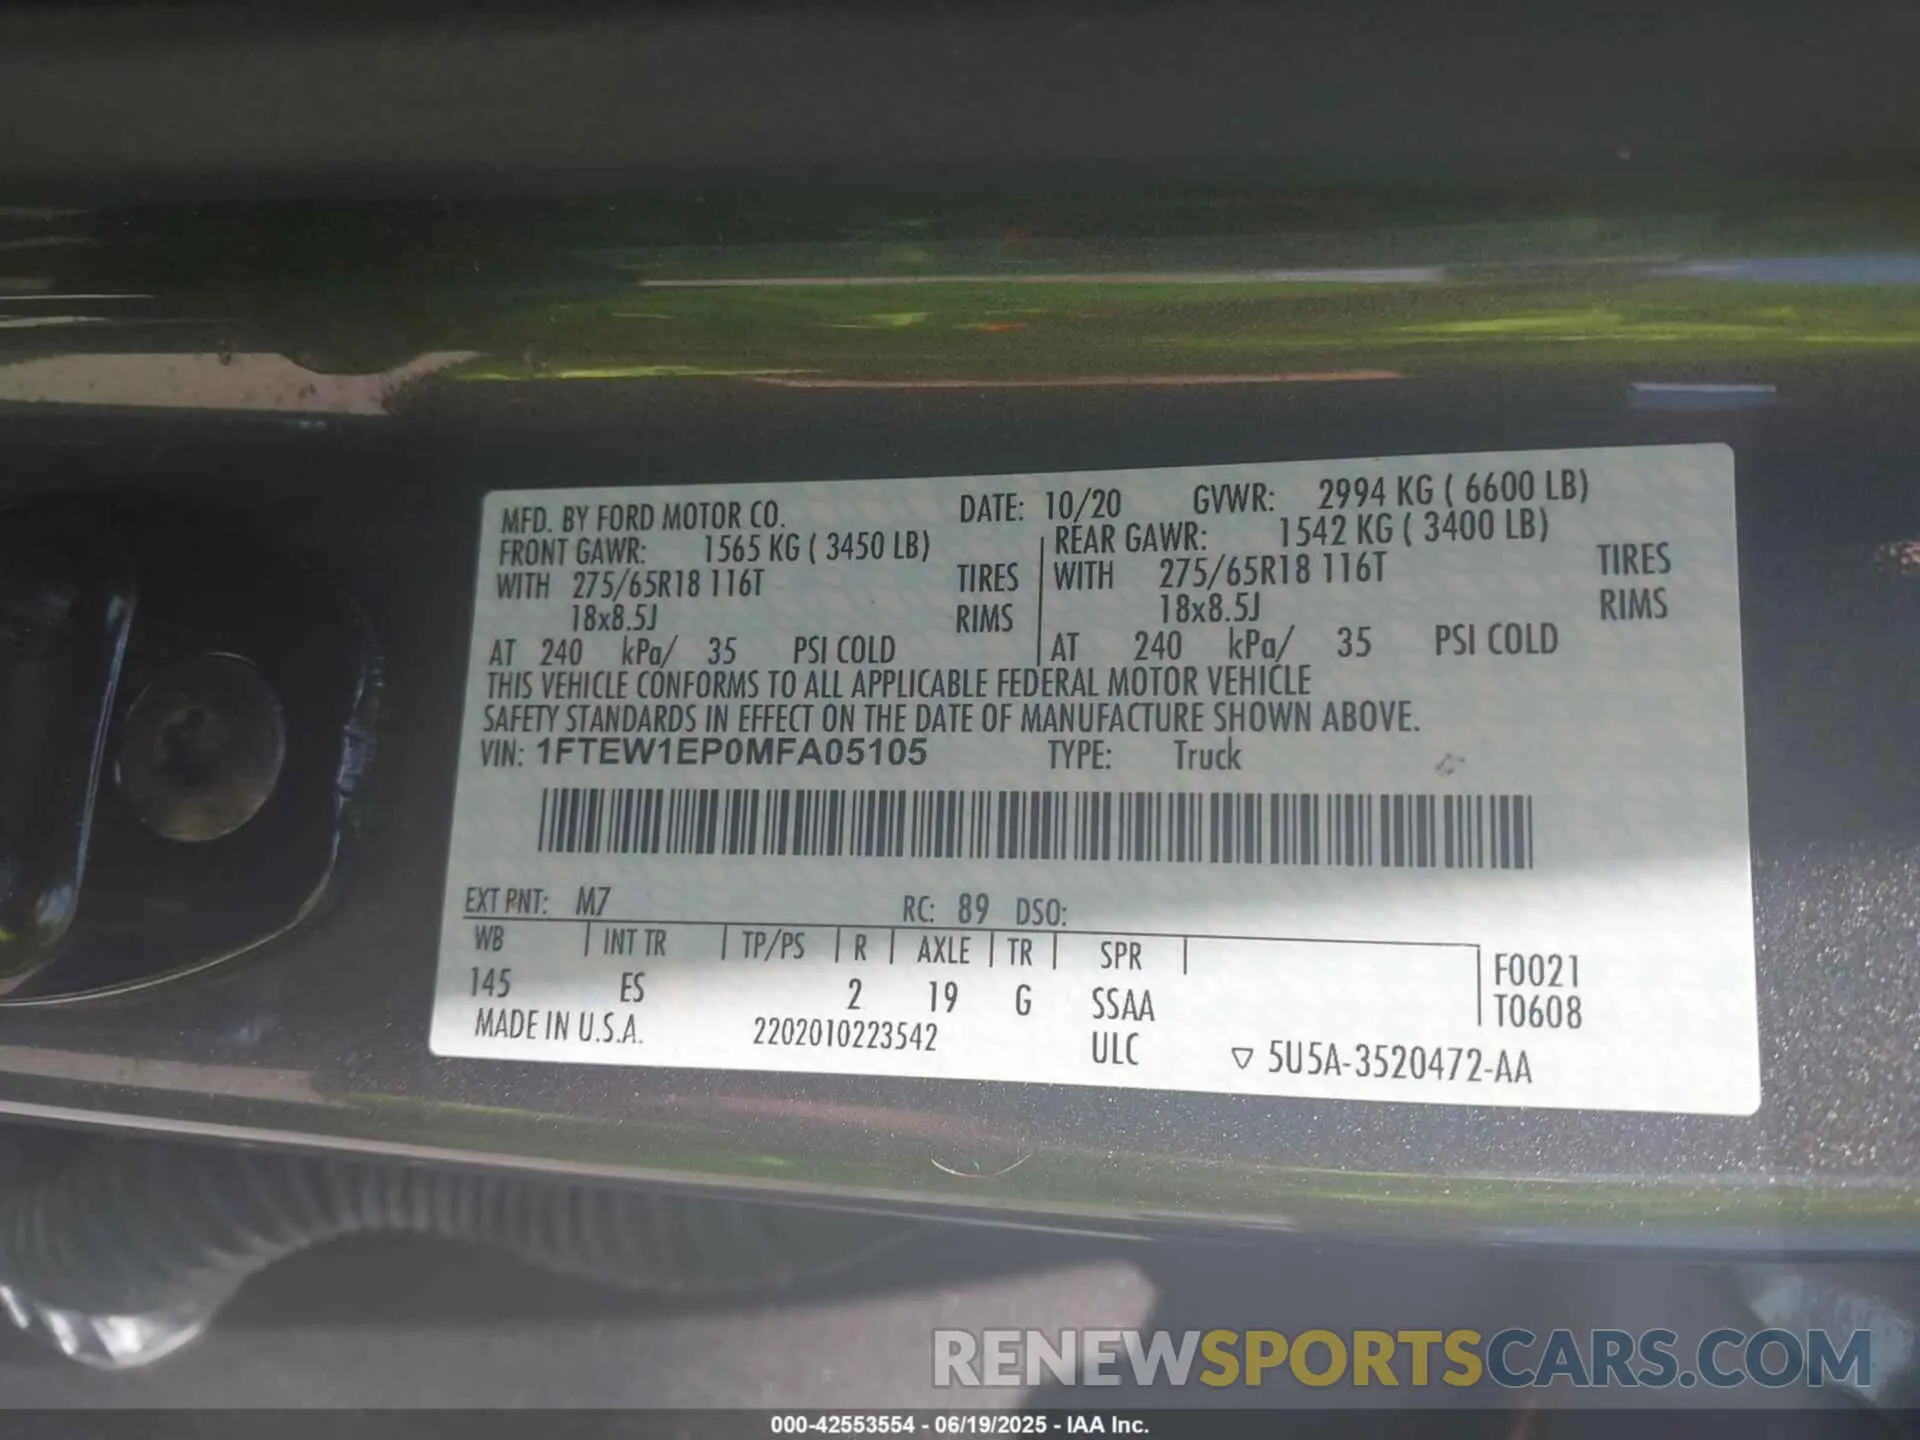 MFD. BY FORD MOTOR CO. DATE: 10/20 GVWR: 2994 KG ( 6600 LB)
FRONT GAWR: 1565 KG ( 3450 LB) REAR GAWR: 1542 KG ( 3400 LB)
WITH 275/65R18 116T TIRES WITH 275/65R18 116T TIRES
18x8.5J RIMS 18x8.5J RIMS
AT 240 kPa/ 35 PSI COLD AT 240 kPa/ 35 PSI COLD
THIS VEHICLE CONFORMS TO ALL APPLICABLE FEDERAL MOTOR VEHICLE
SAFETY STANDARDS IN EFFECT ON THE DATE OF MANUFACTURE SHOWN ABOVE.
VIN: 1FTEW1EP0MFA05105 TYPE: Truck
EXT PNT: M7 RC: 89 DSO:
WB INT TR TP/PS R AXLE TR SPR F0021
145 ES 2 19 G SSAA T0608
MADE IN U.S.A. 2202010223542 ULC ▽ 5U5A-3520472-AA
RENEWSPORTSCARS.COM
000-42553554 - 06/19/2025 - IAA Inc.